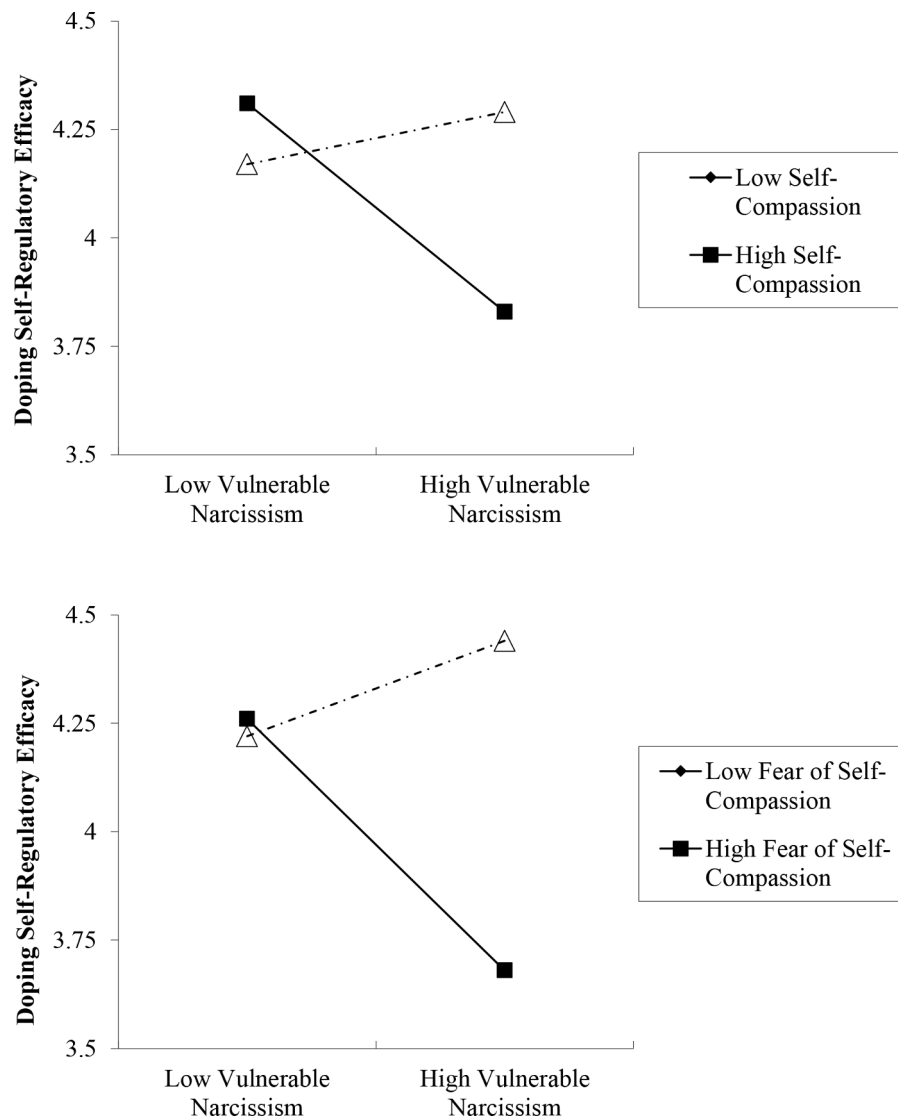 Doping Self-Regulatory Efficacy
4.5
4.25
4
3.75
3.5
Low Vulnerable
Narcissism
High Vulnerable
Narcissism
Low Self-
Compassion
High Self-
Compassion
Doping Self-Regulatory Efficacy
4.5
4.25
4
3.75
3.5
Low Vulnerable
Narcissism
High Vulnerable
Narcissism
Low Fear of Self-
Compassion
High Fear of Self-
Compassion